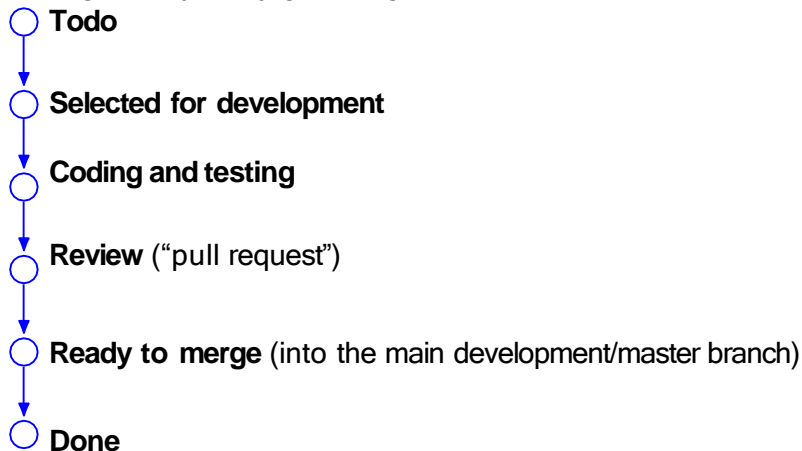 Todo
Selected for development
Coding and testing
Review (“pull request”)
Ready to merge (into the main development/master branch)
Done